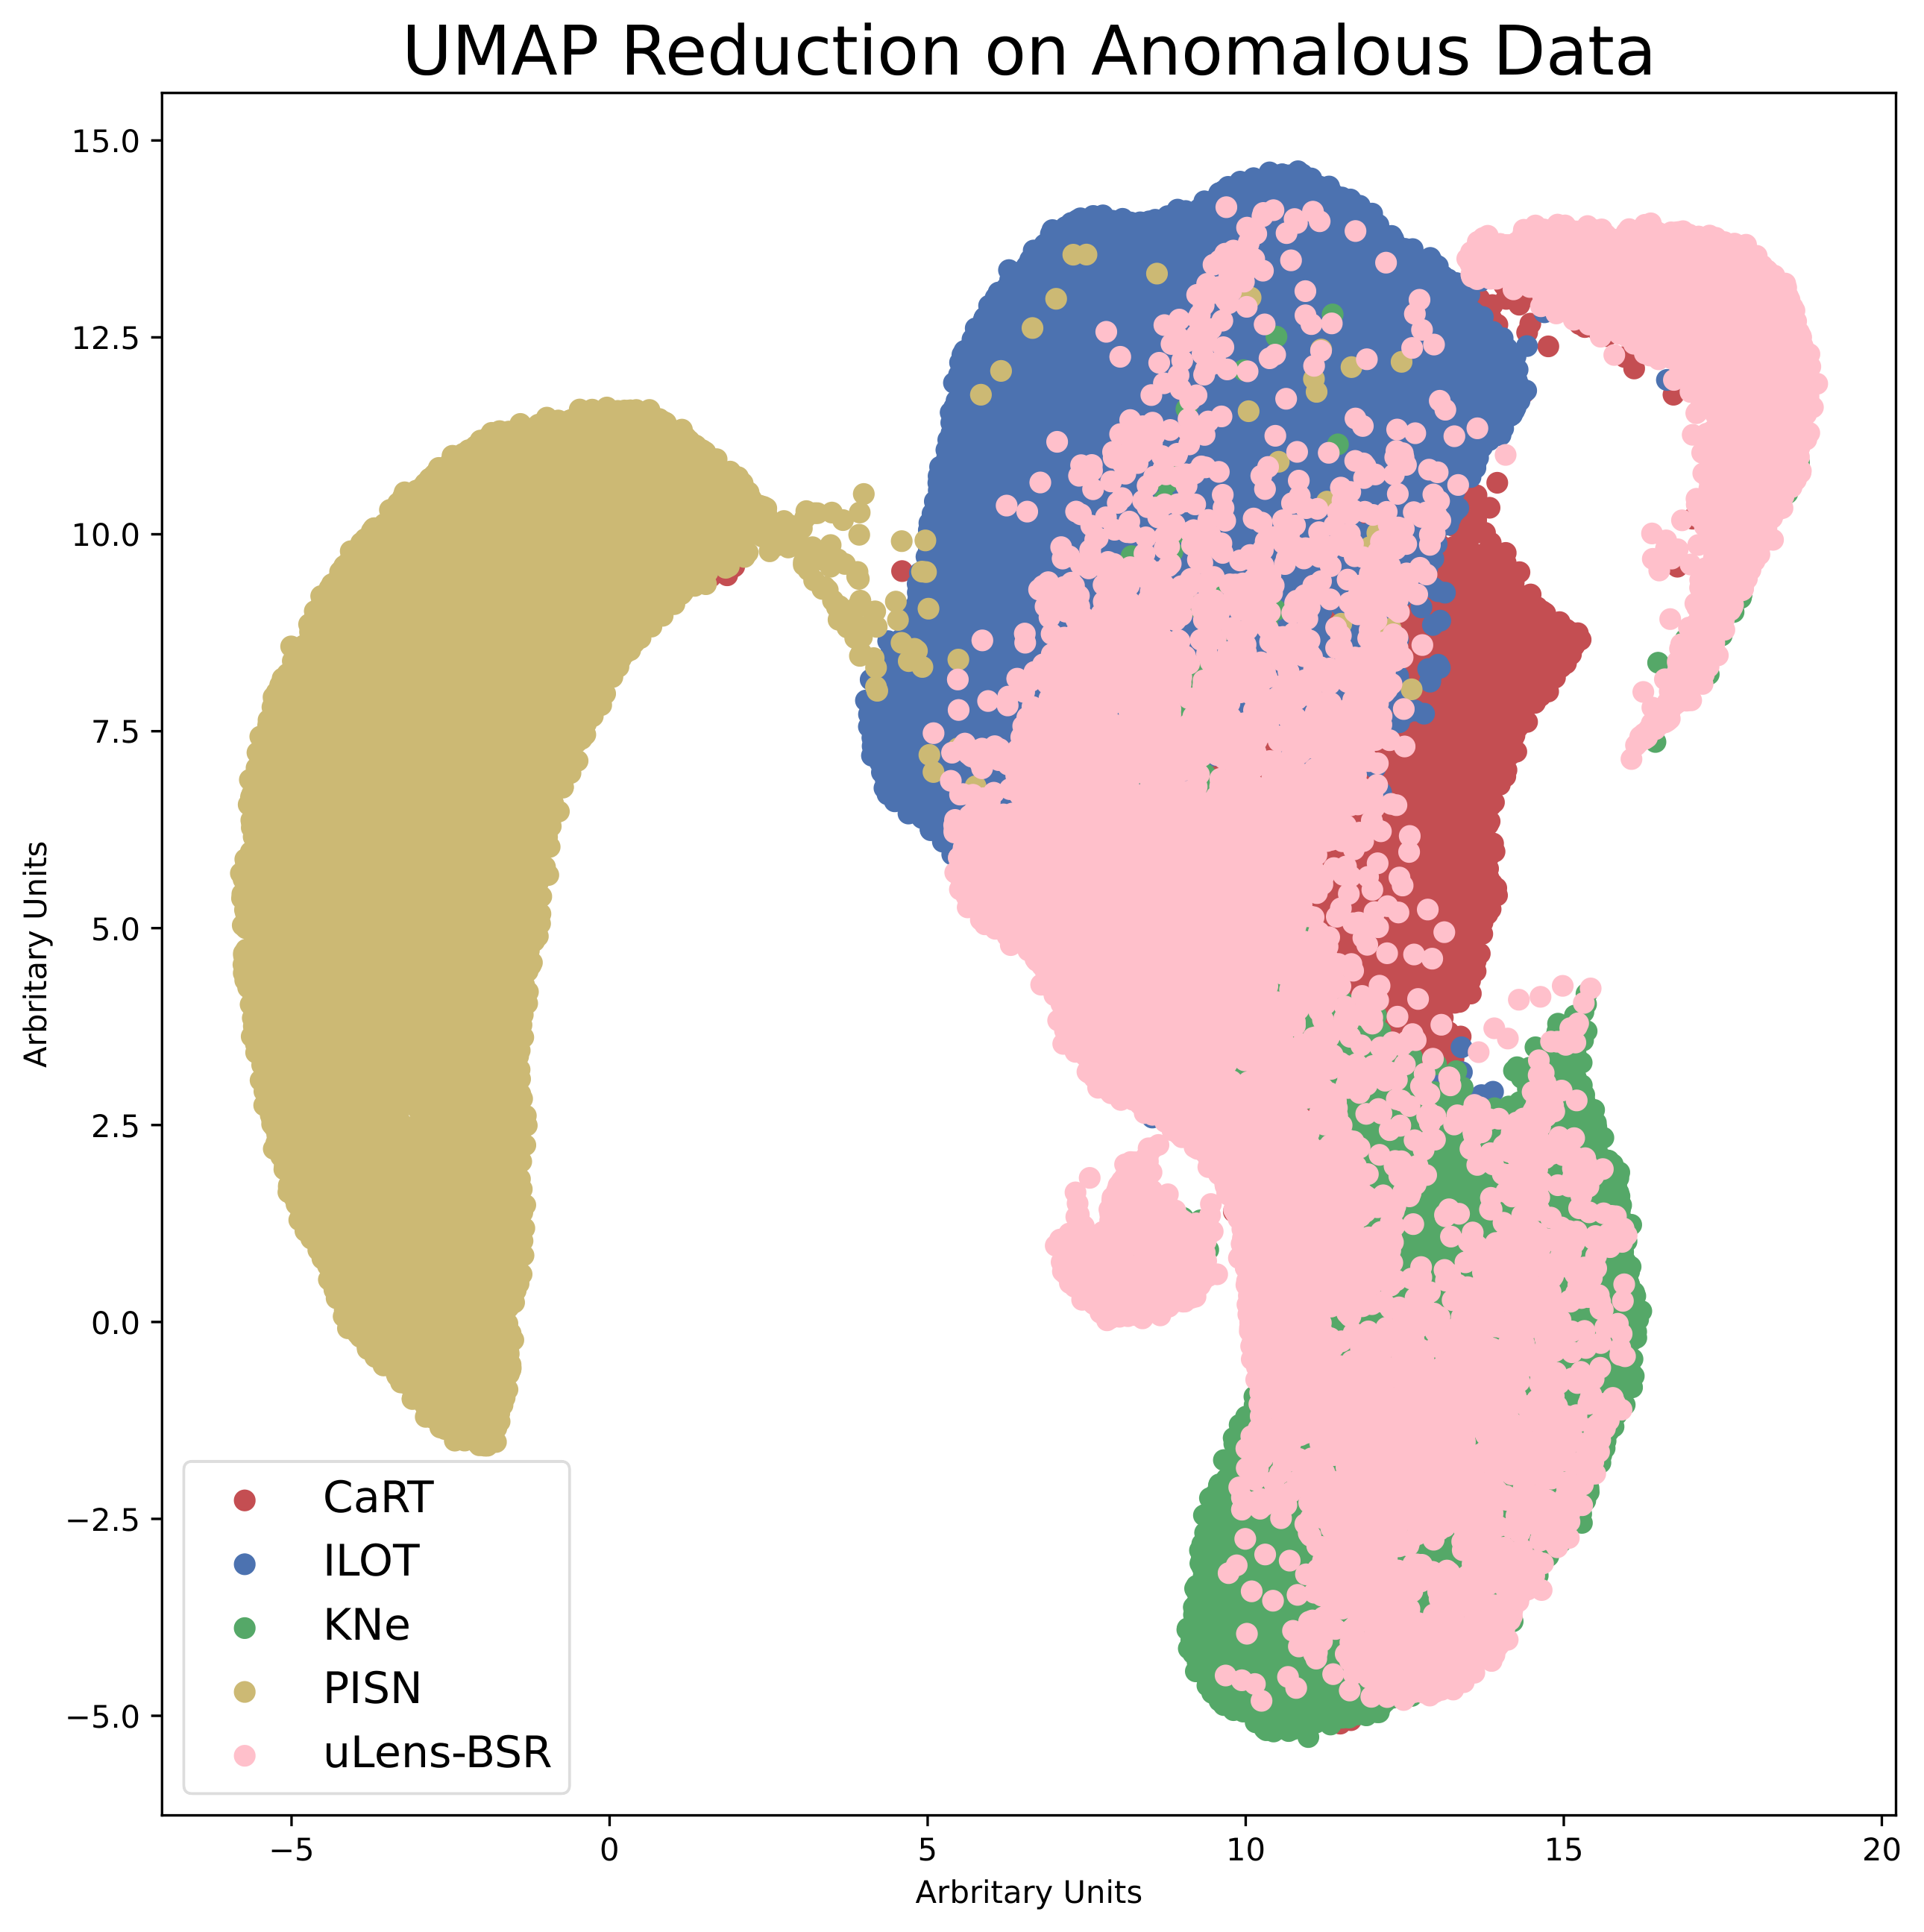 UMAP Reduction on Anomalous Data
15.0
12.5
10.0
7.5
5.0
2.5
0.0
−2.5
−5.0
Arbritary Units
CaRT
ILOT
KNe
PISN
uLens-BSR
−5
0
5
10
15
20
Arbritary Units